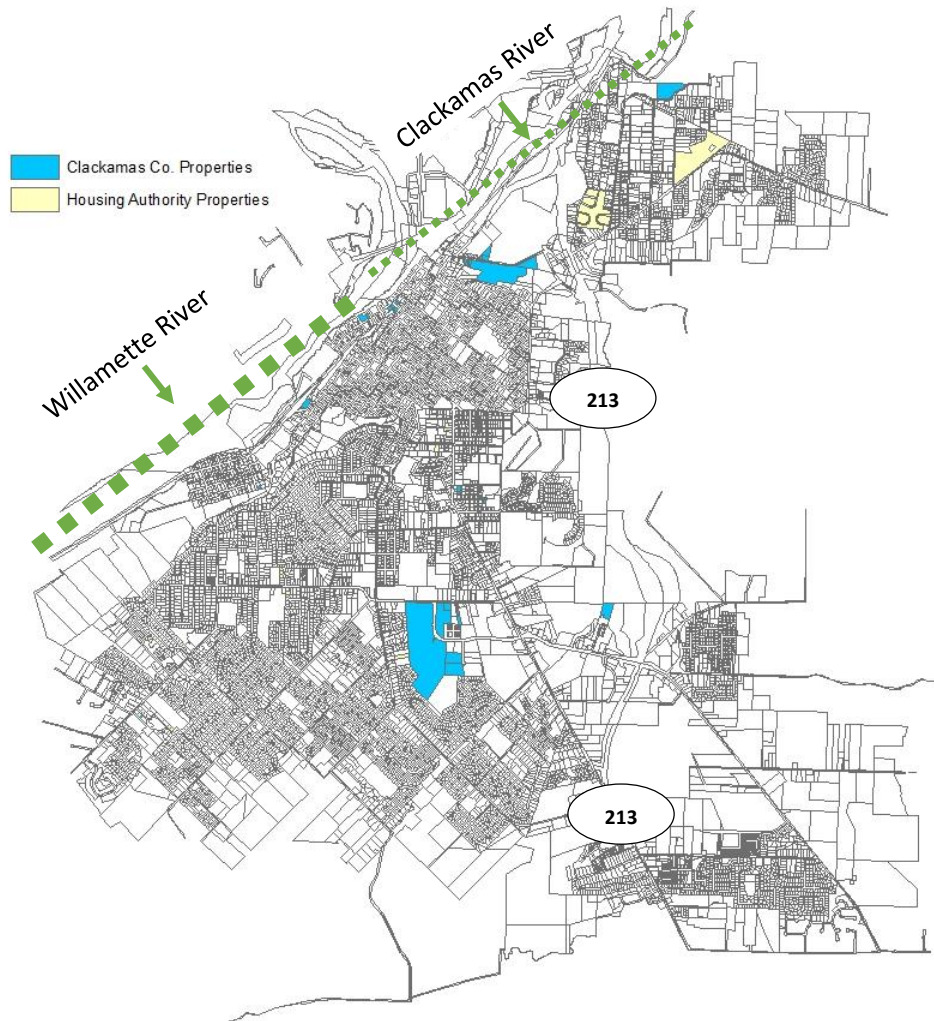 Clackamas River
Clackamas Co. Properties
Housing Authority Properties
Willamette River
213
213